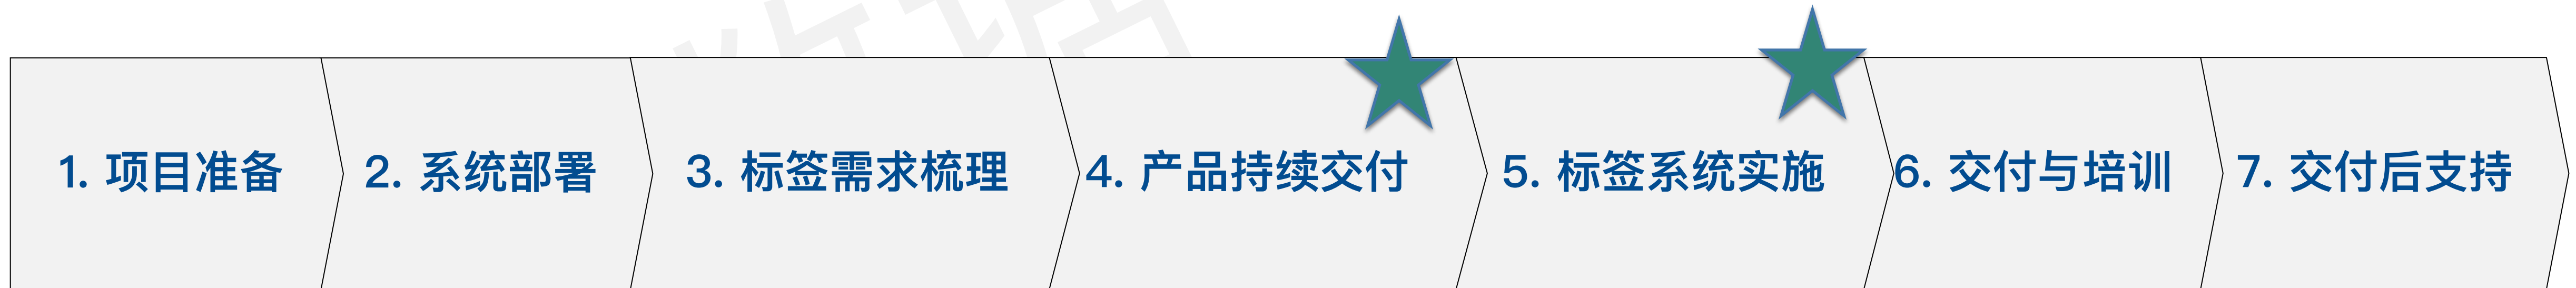 1. 项目准备
2. 系统部署
3. 标签需求梳理
4. 产品持续交付
5. 标签系统实施
6. 交付与培训
7. 交付后支持